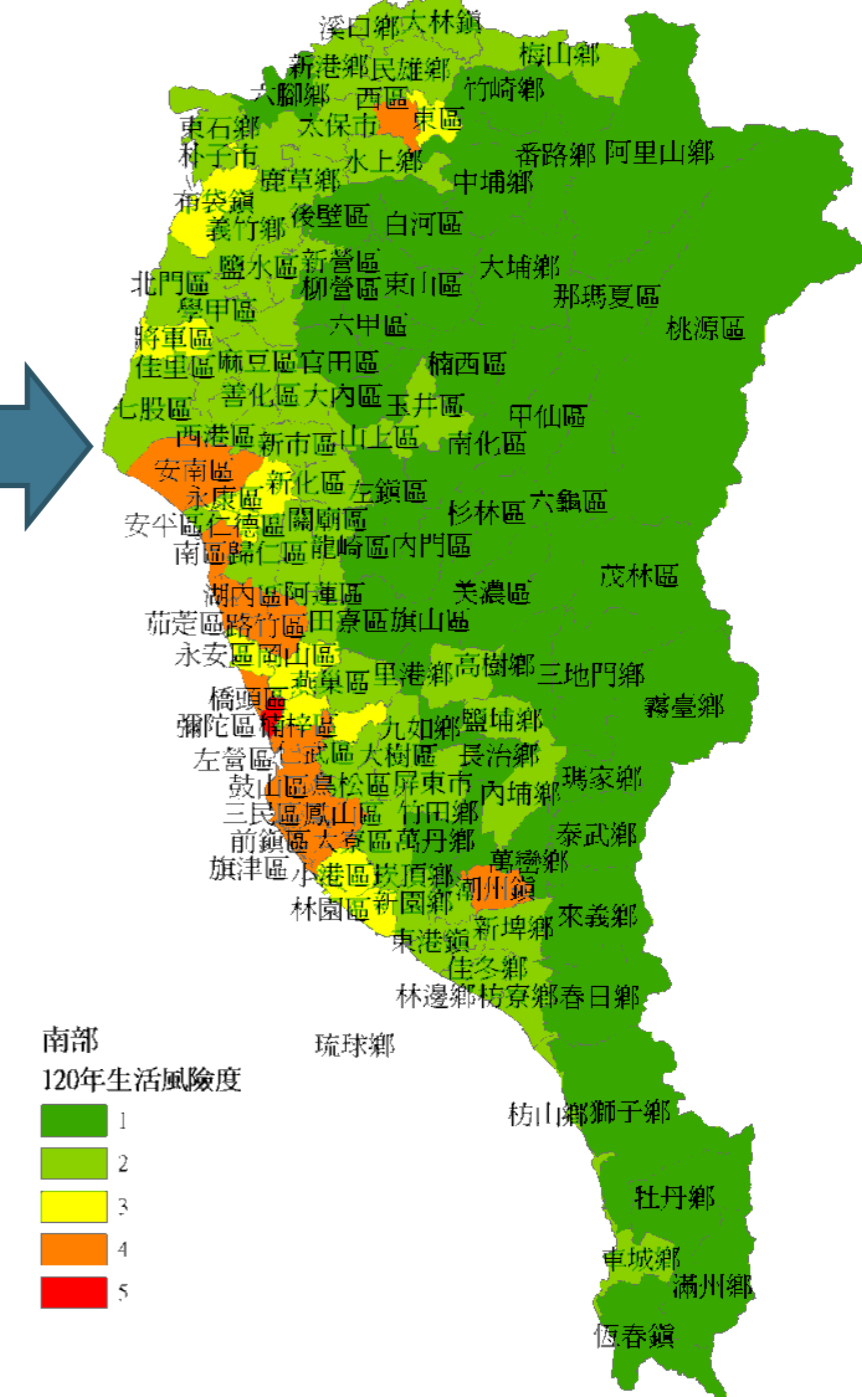 溪口鄉
大林鎮
梅山鄉
新港鄉
民雄鄉
六腳鄉
西區
竹崎鄉
東石鄉
太保市
東區
朴子市
水上鄉
番路鄉
阿里山鄉
鹿草鄉
中埔鄉
布袋鎮
義竹鄉
後壁區
白河區
鹽水區
新營區
大埔鄉
北門區
柳營區
東山區
那瑪夏區
學甲區
六甲區
桃源區
將軍區
佳里區
麻豆區
官田區
楠西區
七股區
善化區
大內區
玉井區
甲仙區
西港區
新市區
山上區
南化區
安南區
永康區
新化區
左鎮區
杉林區
六龜區
安平區
仁德區
關廟區
南區
歸仁區
龍崎區
內門區
茂林區
湖內區
阿蓮區
美濃區
茄萣區
路竹區
田寮區
旗山區
永安區
岡山區
燕巢區
里港鄉
高樹鄉
三地門鄉
橋頭區
霧臺鄉
彌陀區
楠梓區
九如鄉
鹽埔鄉
左營區
仁武區
大樹區
長治鄉
鼓山區
鳥松區
屏東市
內埔鄉
瑪家鄉
三民區
鳳山區
竹田鄉
前鎮區
大寮區
萬丹鄉
泰武鄉
旗津區
小港區
崁頂鄉
萬巒鄉
潮州鎮
林園區
新園鄉
新埤鄉
來義鄉
東港鎮
佳冬鄉
林邊鄉
枋寮鄉
春日鄉
琉球鄉
枋山鄉
獅子鄉
牡丹鄉
車城鄉
滿州鄉
恆春鎮
南部
120年生活風險度
1
2
3
4
5